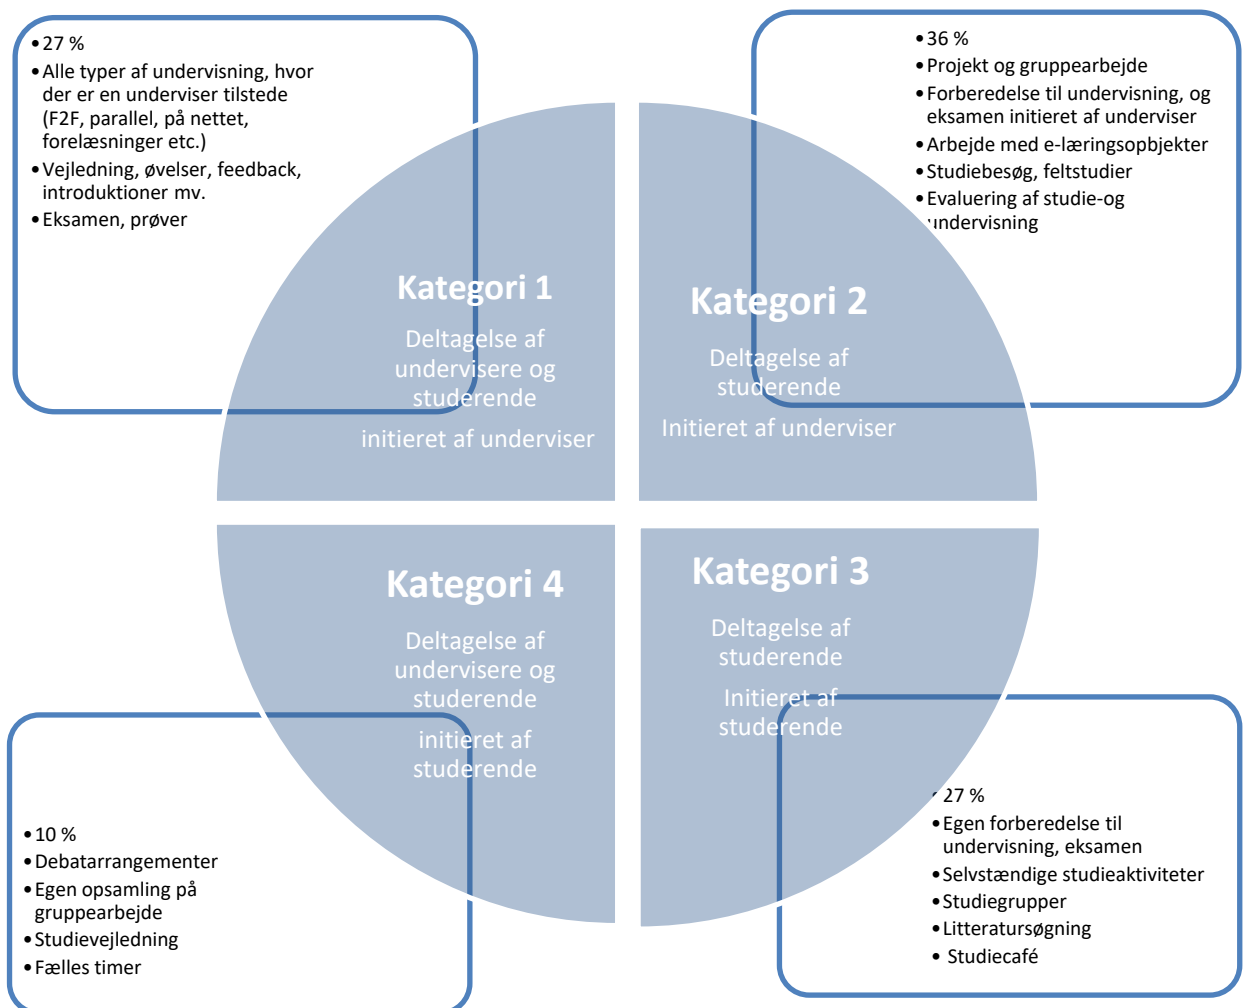 •27 %
•Alle typer af undervisning, hvor
der er en underviser tilstede
(F2F, parallel, på nettet,
forelæsninger etc.)
•Vejledning, øvelser, feedback,
introduktioner mv.
•Eksamen, prøver
•36 %
•Projekt og gruppearbejde
•Forberedelse til undervisning, og
eksamen initieret af underviser
•Arbejde med e-læringsopbjekter
•Studiebesøg, feltstudier
•Evaluering af studie-og
undervisning
Kategori 1
Deltagelse af
undervisere og
studerende
initieret af underviser
Kategori 2
Deltagelse af
studerende
Initieret af underviser
Kategori 4
Deltagelse af
undervisere og
studerende
initieret af
studerende
Kategori 3
Deltagelse af
studerende
Initieret af
studerende
•10 %
•Debatarrangementer
•Egen opsamling på
gruppearbejde
•Studievejledning
•Fælles timer
•27 %
•Egen forberedelse til
undervisning, eksamen
•Selvstændige studieaktiviteter
•Studiegrupper
•Litteratursøgning
• Studiecafé